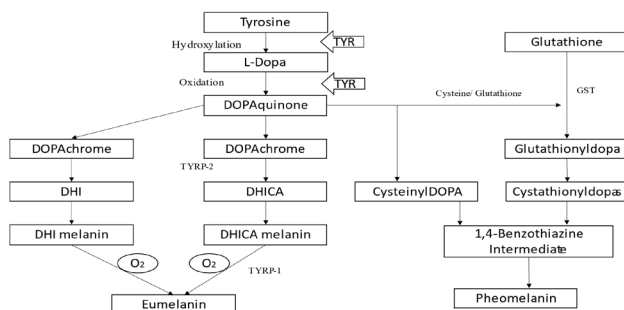 Tyrosine
Hydroxylation
TYR
Glutathione
L-Dopa
Oxidation
TYR
Cysteine/ Glutathione
GST
DOPAquinone
DOPAchrome
DOPAchrome
Glutathionyldopa
TYRP-2
DHI
DHICA
CysteinylDOPA
Cystathionyldopas
DHI melanin
DHICA melanin
1,4-Benzothiazine
Intermediate
O2
O2
TYRP-1
Eumelanin
Pheomelanin